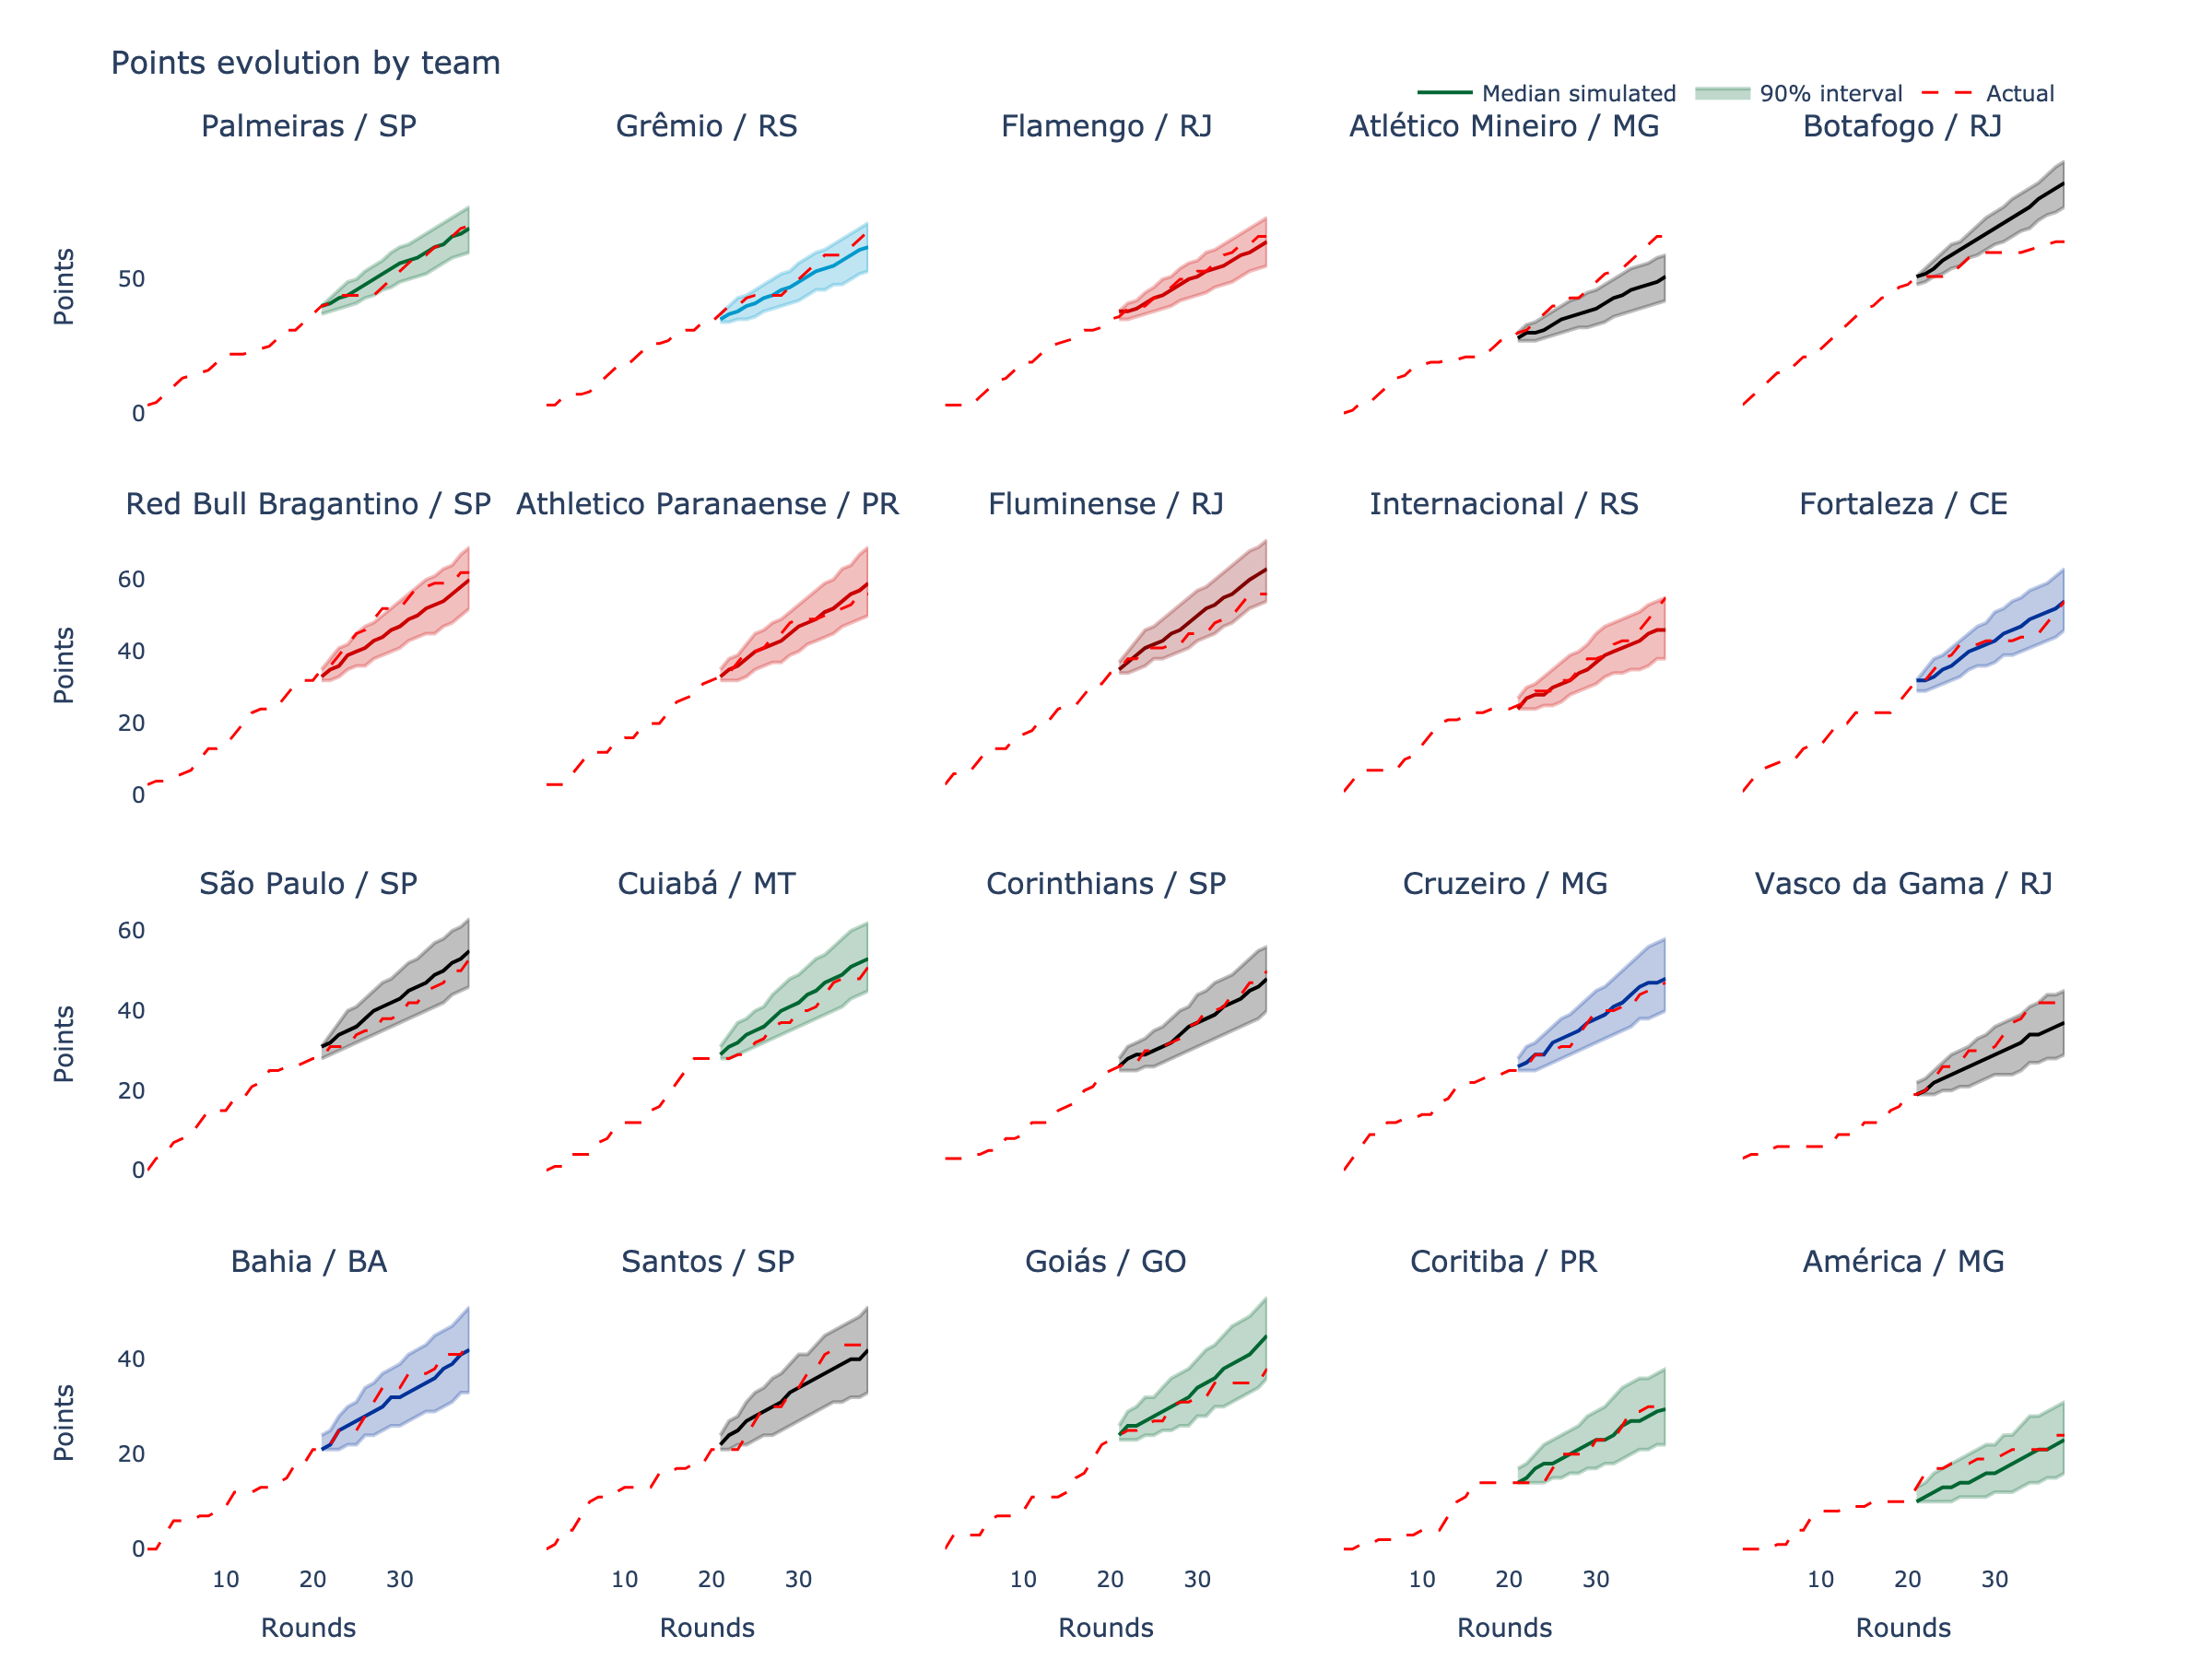 Points evolution by team
Median simulated 90% interval Actual
Palmeiras / SP Grêmio / RS Flamengo / RJ Atlético Mineiro / MG Botafogo / RJ
Points
50
0
Red Bull Bragantino / SP Athletico Paranaense / PR Fluminense / RJ Internacional / RS Fortaleza / CE
Points
60
40
20
0
São Paulo / SP Cuiabá / MT Corinthians / SP Cruzeiro / MG Vasco da Gama / RJ
Points
60
40
20
0
Bahia / BA Santos / SP Goiás / GO Coritiba / PR América / MG
Points
40
20
0
10 20 30 10 20 30 10 20 30 10 20 30 10 20 30
Rounds Rounds Rounds Rounds Rounds